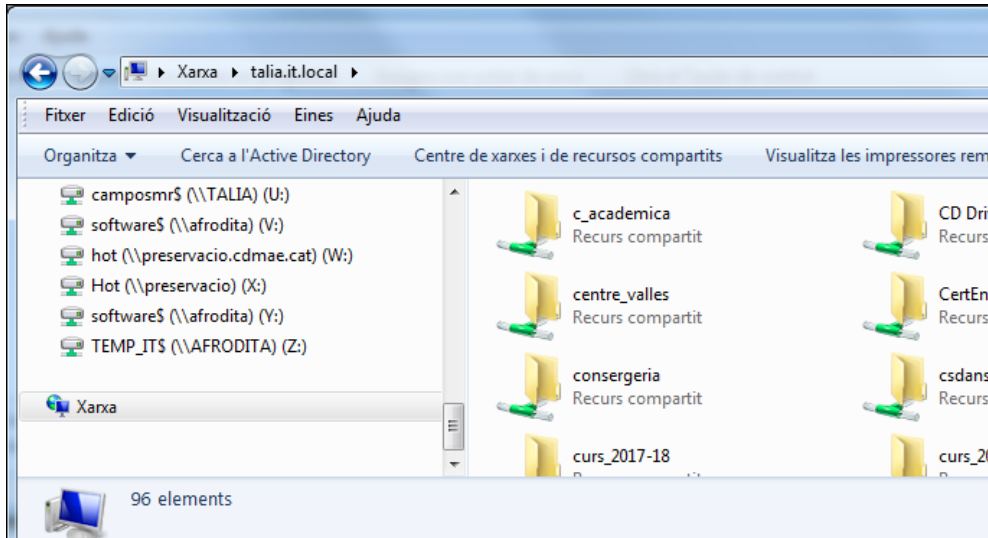 Xarxa talia.it.local
Fitxer Edició Visualització Eines Ajuda
Organitza Cerca a l'Active Directory Centre de xarxes i de recursos compartits Visualitza les impressores rem
camposmr$ (\\TALIA) (U:)
software$ (\\afrodita) (V:)
hot (\\preservacio.cdmae.cat) (W:)
Hot (\\preservacio) (X:)
software$ (\\afrodita) (Y:)
TEMP_IT$ (\\AFRODITA) (Z:)
Xarxa
c_academica
Recurs compartit
CD Dri
Recurs
centre_valles
Recurs compartit
CertEn
Recurs
consergeria
Recurs compartit
csdans
Recurs
curs_2017-18
curs_20
96 elements